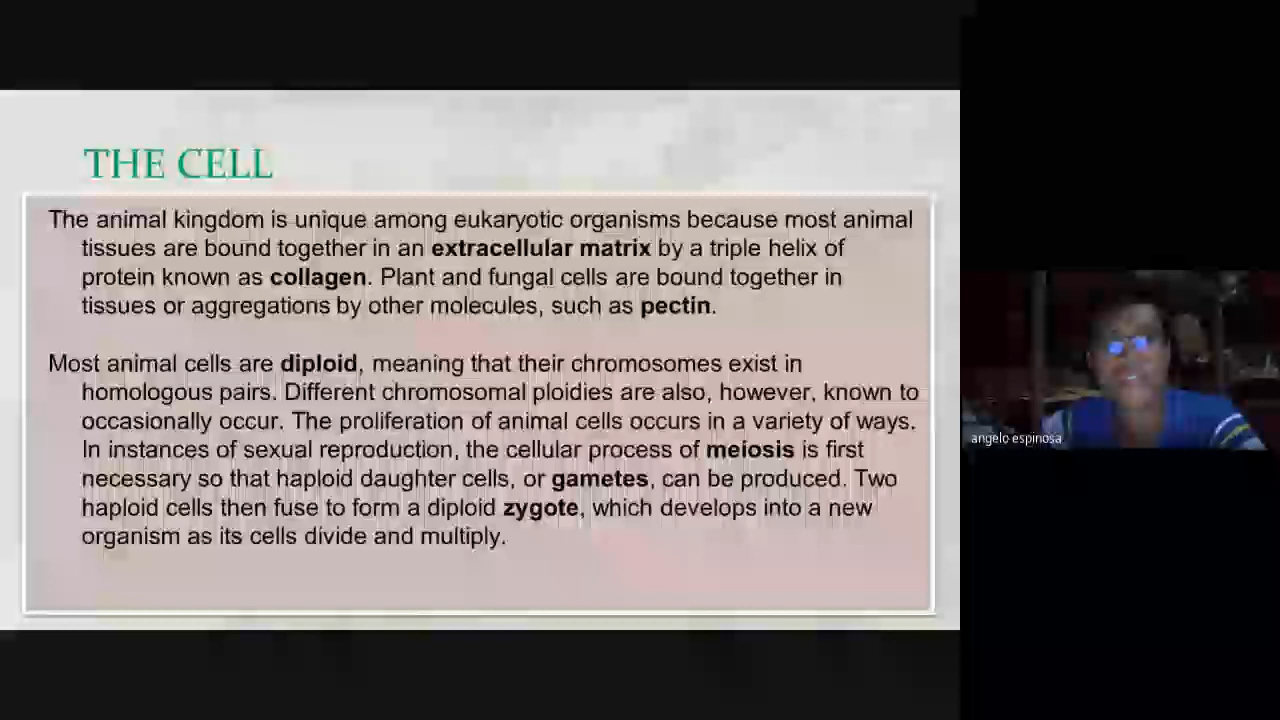 THE CELL
The animal kingdom is unique among eukaryotic organisms because most animal
tissues are bound together in an extracellular matrix by a triple helix of
protein known as collagen. Plant and fungal cells are bound together in
tissues or aggregations by other molecules, such as pectin.
Most animal cells are diploid, meaning that their chromosomes exist in
homologous pairs. Different chromosomal ploidies are also, however, known to
occasionally occur. The proliferation of animal cells occurs in a variety of ways.
In instances of sexual reproduction, the cellular process of meiosis is first
necessary so that haploid daughter cells, or gametes, can be produced. Two
haploid cells then fuse to form a diploid zygote, which develops into a new
organism as its cells divide and multiply.
angelo espinosa